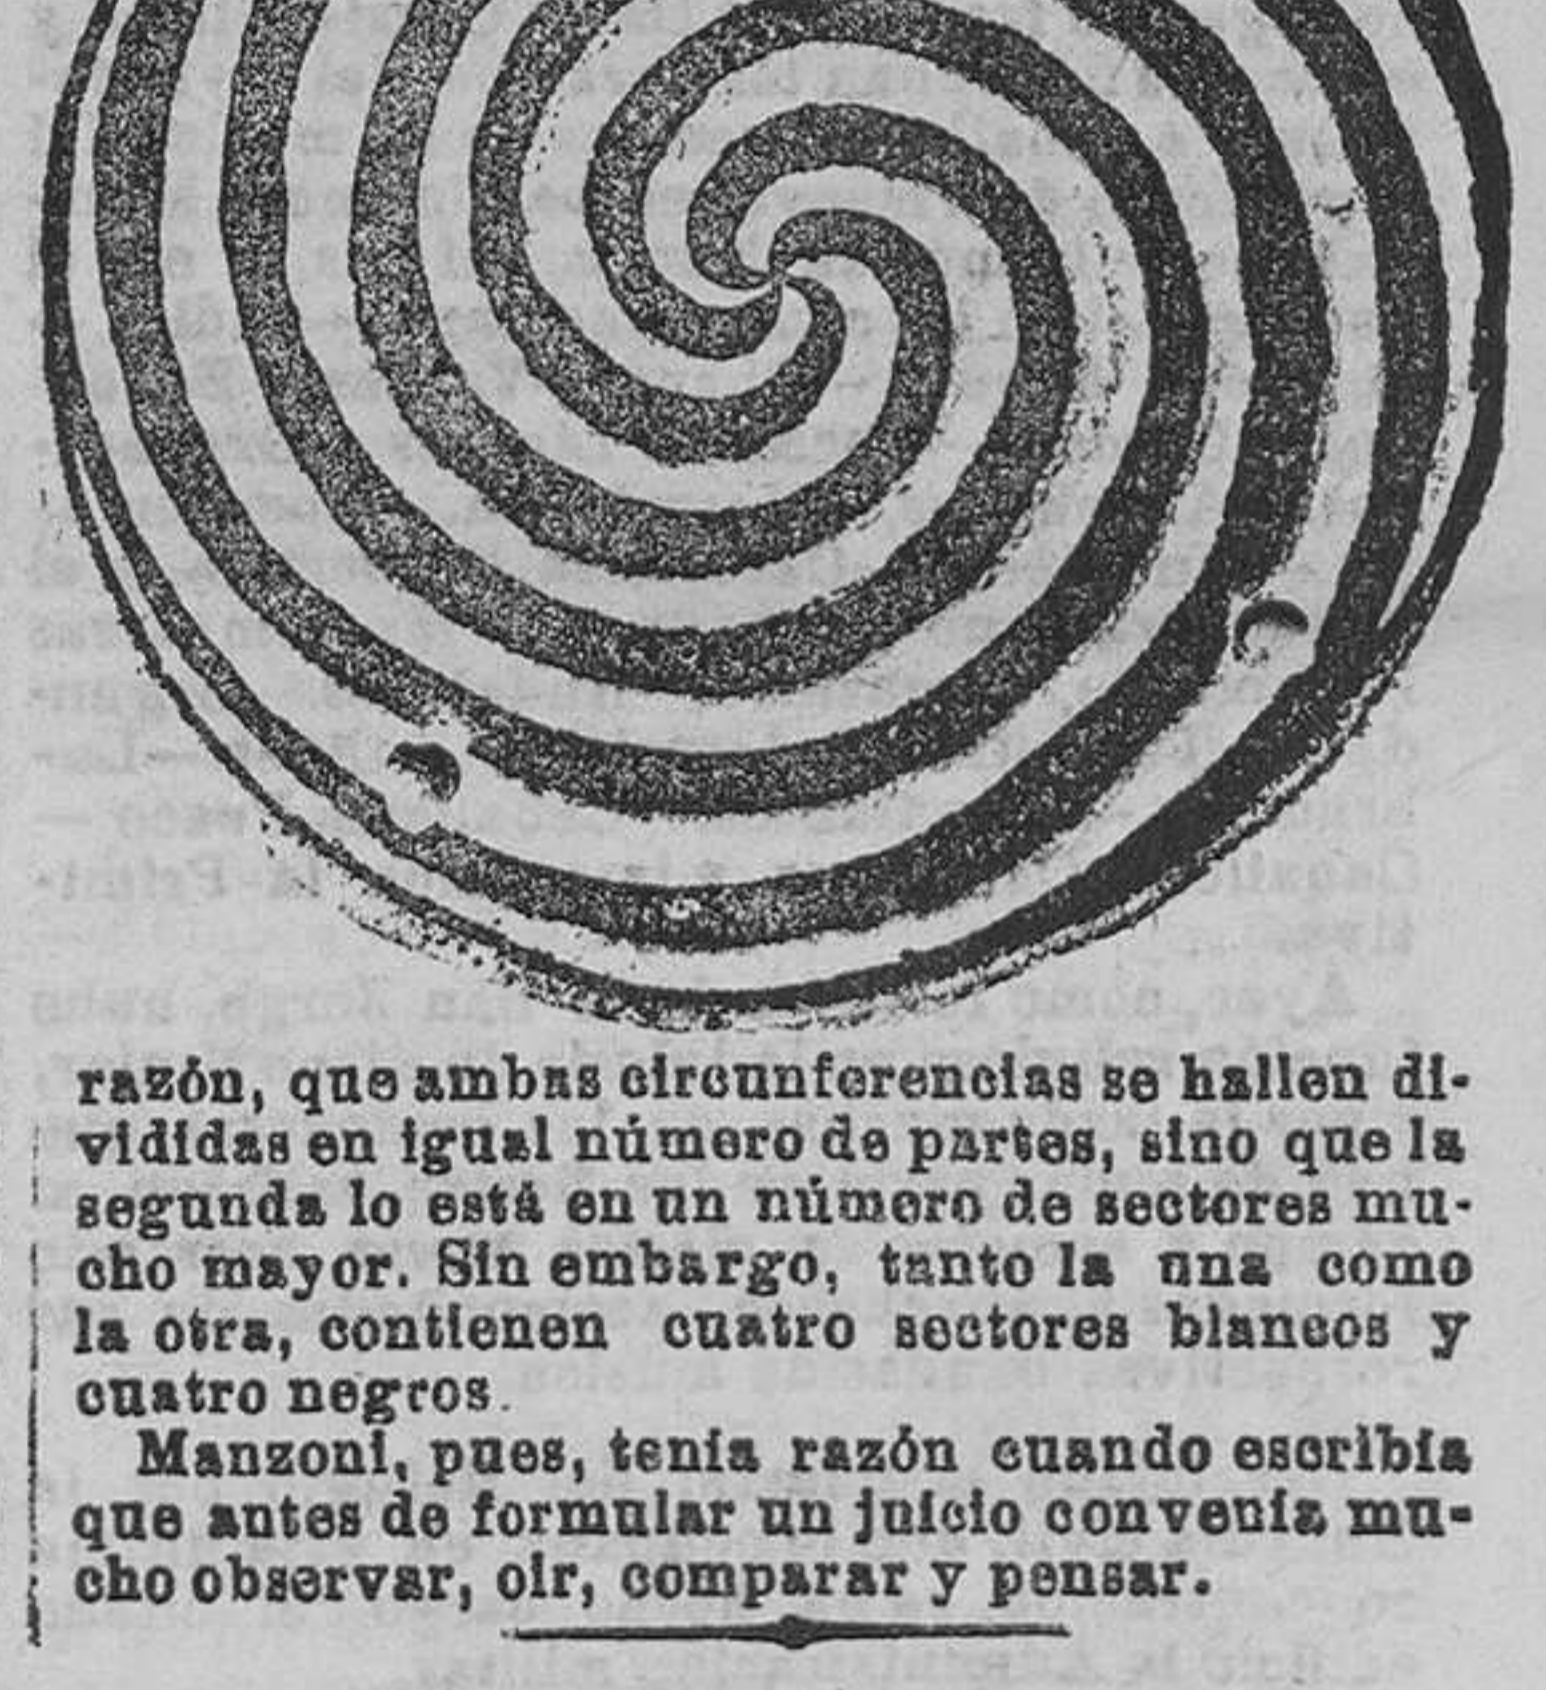 razón, que ambas circunferencias se hallen di-
vididas en igual número de partes, sino que la
segunda lo está en un número de sectores mu-
cho mayor. Sin embargo, tanto la una como
la otra, contienen cuatro sectores blancos y
cuatro negros.
Manzoni, pues, tenía razón cuando escribía
que antes de formular un juicio convenía mu-
cho observar, oir, comparar y pensar.